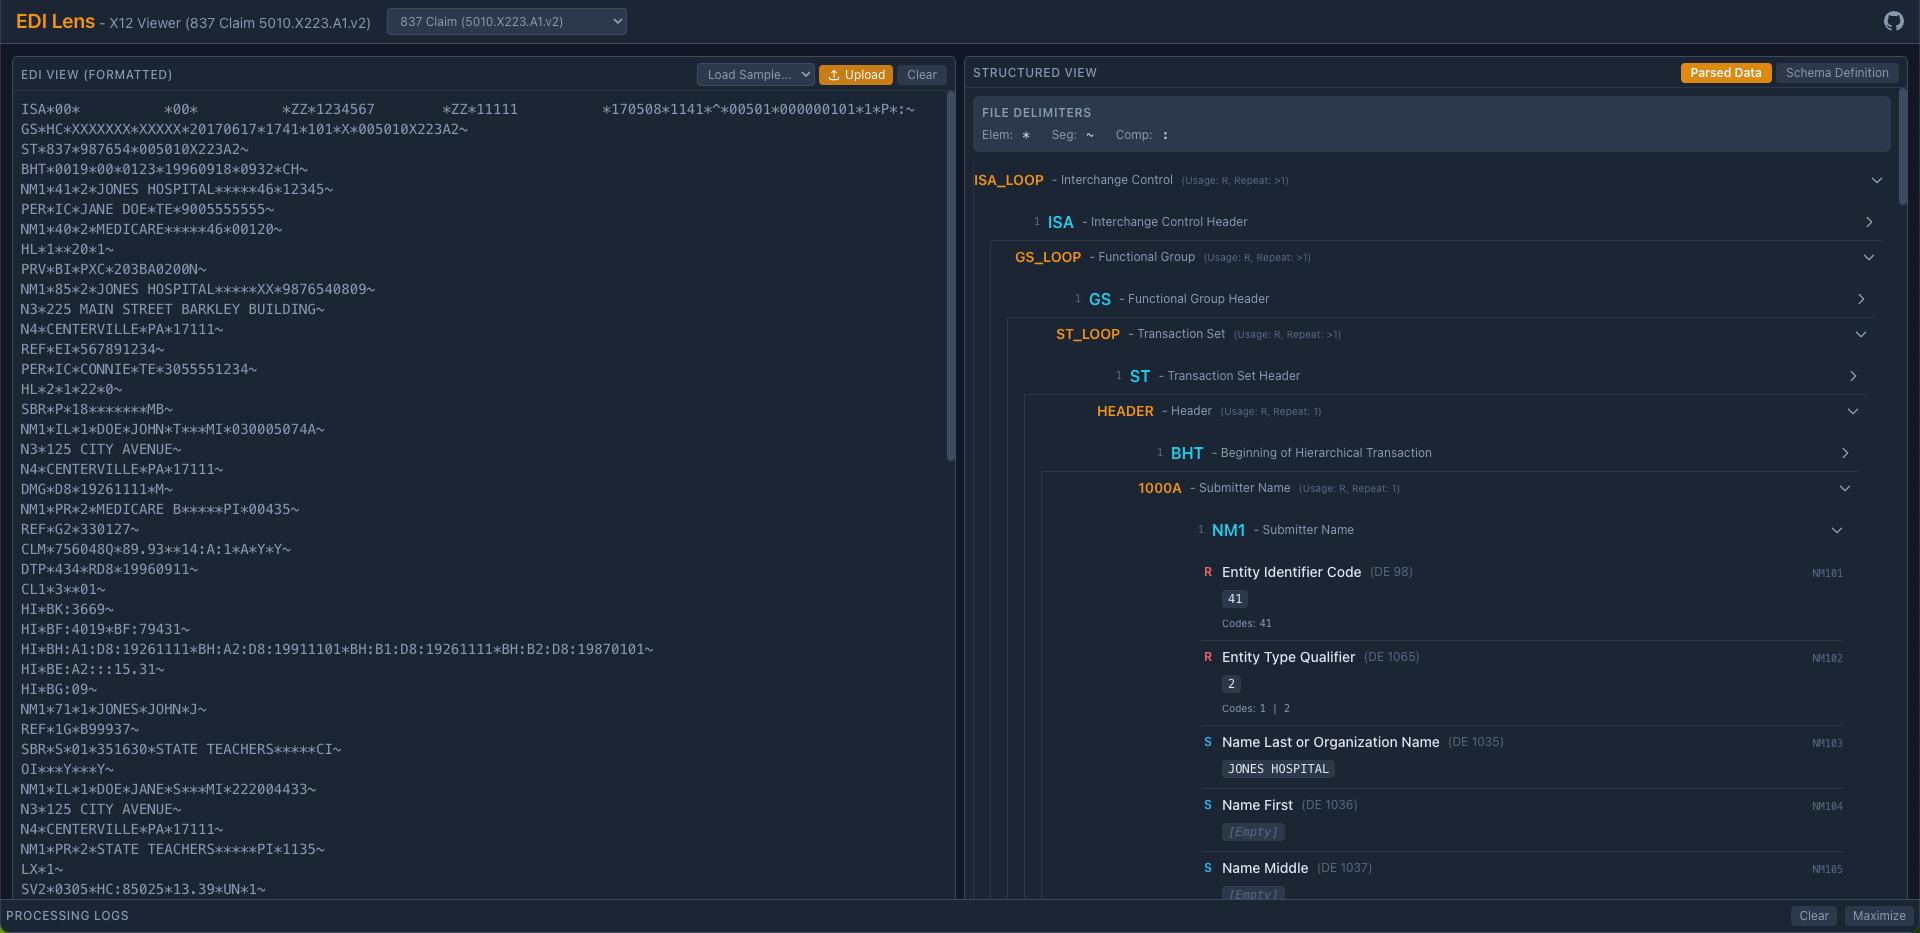 EDI Lens - X12 Viewer (837 Claim 5010.X223.A1.v2) 837 Claim (5010.X223.A1.v2)
EDI VIEW (FORMATTED) Load Sample... Upload Clear
ISA*00*          *00*          *ZZ*1234567        *ZZ*11111          *170508*1141*^*00501*000000101*1*P*:~
GS*HC*XXXXXXX*XXXXX*20170617*1741*101*X*005010X223A2~
ST*837*987654*005010X223A2~
BHT*0019*00*0123*19960918*0932*CH~
NM1*41*2*JONES HOSPITAL*****46*12345~
PER*IC*JANE DOE*TE*9005555555~
NM1*40*2*MEDICARE*****46*00120~
HL*1**20*1~
PRV*BI*PXC*203BA0200N~
NM1*85*2*JONES HOSPITAL*****XX*9876540809~
N3*225 MAIN STREET BARKLEY BUILDING~
N4*CENTERVILLE*PA*17111~
REF*EI*567891234~
PER*IC*CONNIE*TE*3055551234~
HL*2*1*22*0~
SBR*P*18*******MB~
NM1*IL*1*DOE*JOHN*T***MI*030005074A~
N3*125 CITY AVENUE~
N4*CENTERVILLE*PA*17111~
DMG*D8*19261111*M~
NM1*PR*2*MEDICARE B*****PI*00435~
REF*G2*330127~
CLM*756048Q*89.93**14:A:1*A*Y*Y~
DTP*434*RD8*19960911~
CL1*3**01~
HI*BK:3669~
HI*BF:4019*BF:79431~
HI*BH:A1:D8:19261111*BH:A2:D8:19911101*BH:B1:D8:19261111*BH:B2:D8:19870101~
HI*BE:A2:::15.31~
HI*BG:09~
NM1*71*1*JONES*JOHN*J~
REF*1G*B99937~
SBR*S*01*351630*STATE TEACHERS*****CI~
OI***Y***Y~
NM1*IL*1*DOE*JANE*S***MI*222004433~
N3*125 CITY AVENUE~
N4*CENTERVILLE*PA*17111~
NM1*PR*2*STATE TEACHERS*****PI*1135~
LX*1~
SV2*0305*HC:85025*13.39*UN*1~
STRUCTURED VIEW Parsed Data Schema Definition
FILE DELIMITERS
Elem: * Seg: ~ Comp: :
ISA_LOOP - Interchange Control (Usage: R, Repeat: >1)
1 ISA - Interchange Control Header
GS_LOOP - Functional Group (Usage: R, Repeat: >1)
1 GS - Functional Group Header
ST_LOOP - Transaction Set (Usage: R, Repeat: >1)
1 ST - Transaction Set Header
HEADER - Header (Usage: R, Repeat: 1)
1 BHT - Beginning of Hierarchical Transaction
1000A - Submitter Name (Usage: R, Repeat: 1)
1 NM1 - Submitter Name
R Entity Identifier Code (DE 98) NM101
41
Codes: 41
R Entity Type Qualifier (DE 1065) NM102
2
Codes: 1 | 2
S Name Last or Organization Name (DE 1035) NM103
JONES HOSPITAL
S Name First (DE 1036) NM104
[Empty]
S Name Middle (DE 1037) NM105
[Empty]
PROCESSING LOGS Clear Maximize